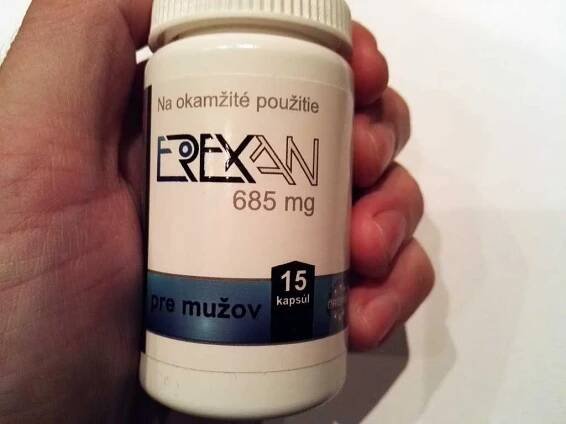 Na okamžité použitie
EREXAN
685 mg
15
kapsúl
pre mužov